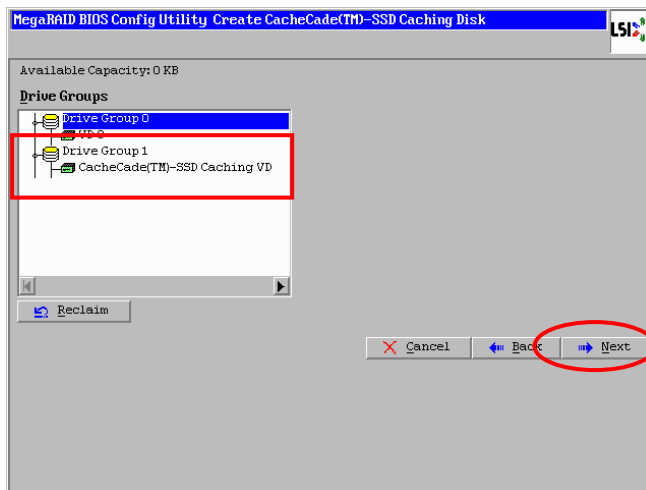 MegaRAID BIOS Config Utility Create CacheCade(TM)-SSD Caching Disk
LSI
Available Capacity:0 KB
Drive Groups
Drive Group 0
VD 0
Drive Group 1
CacheCade(TM)-SSD Caching VD
Reclaim
Cancel
Back
Next